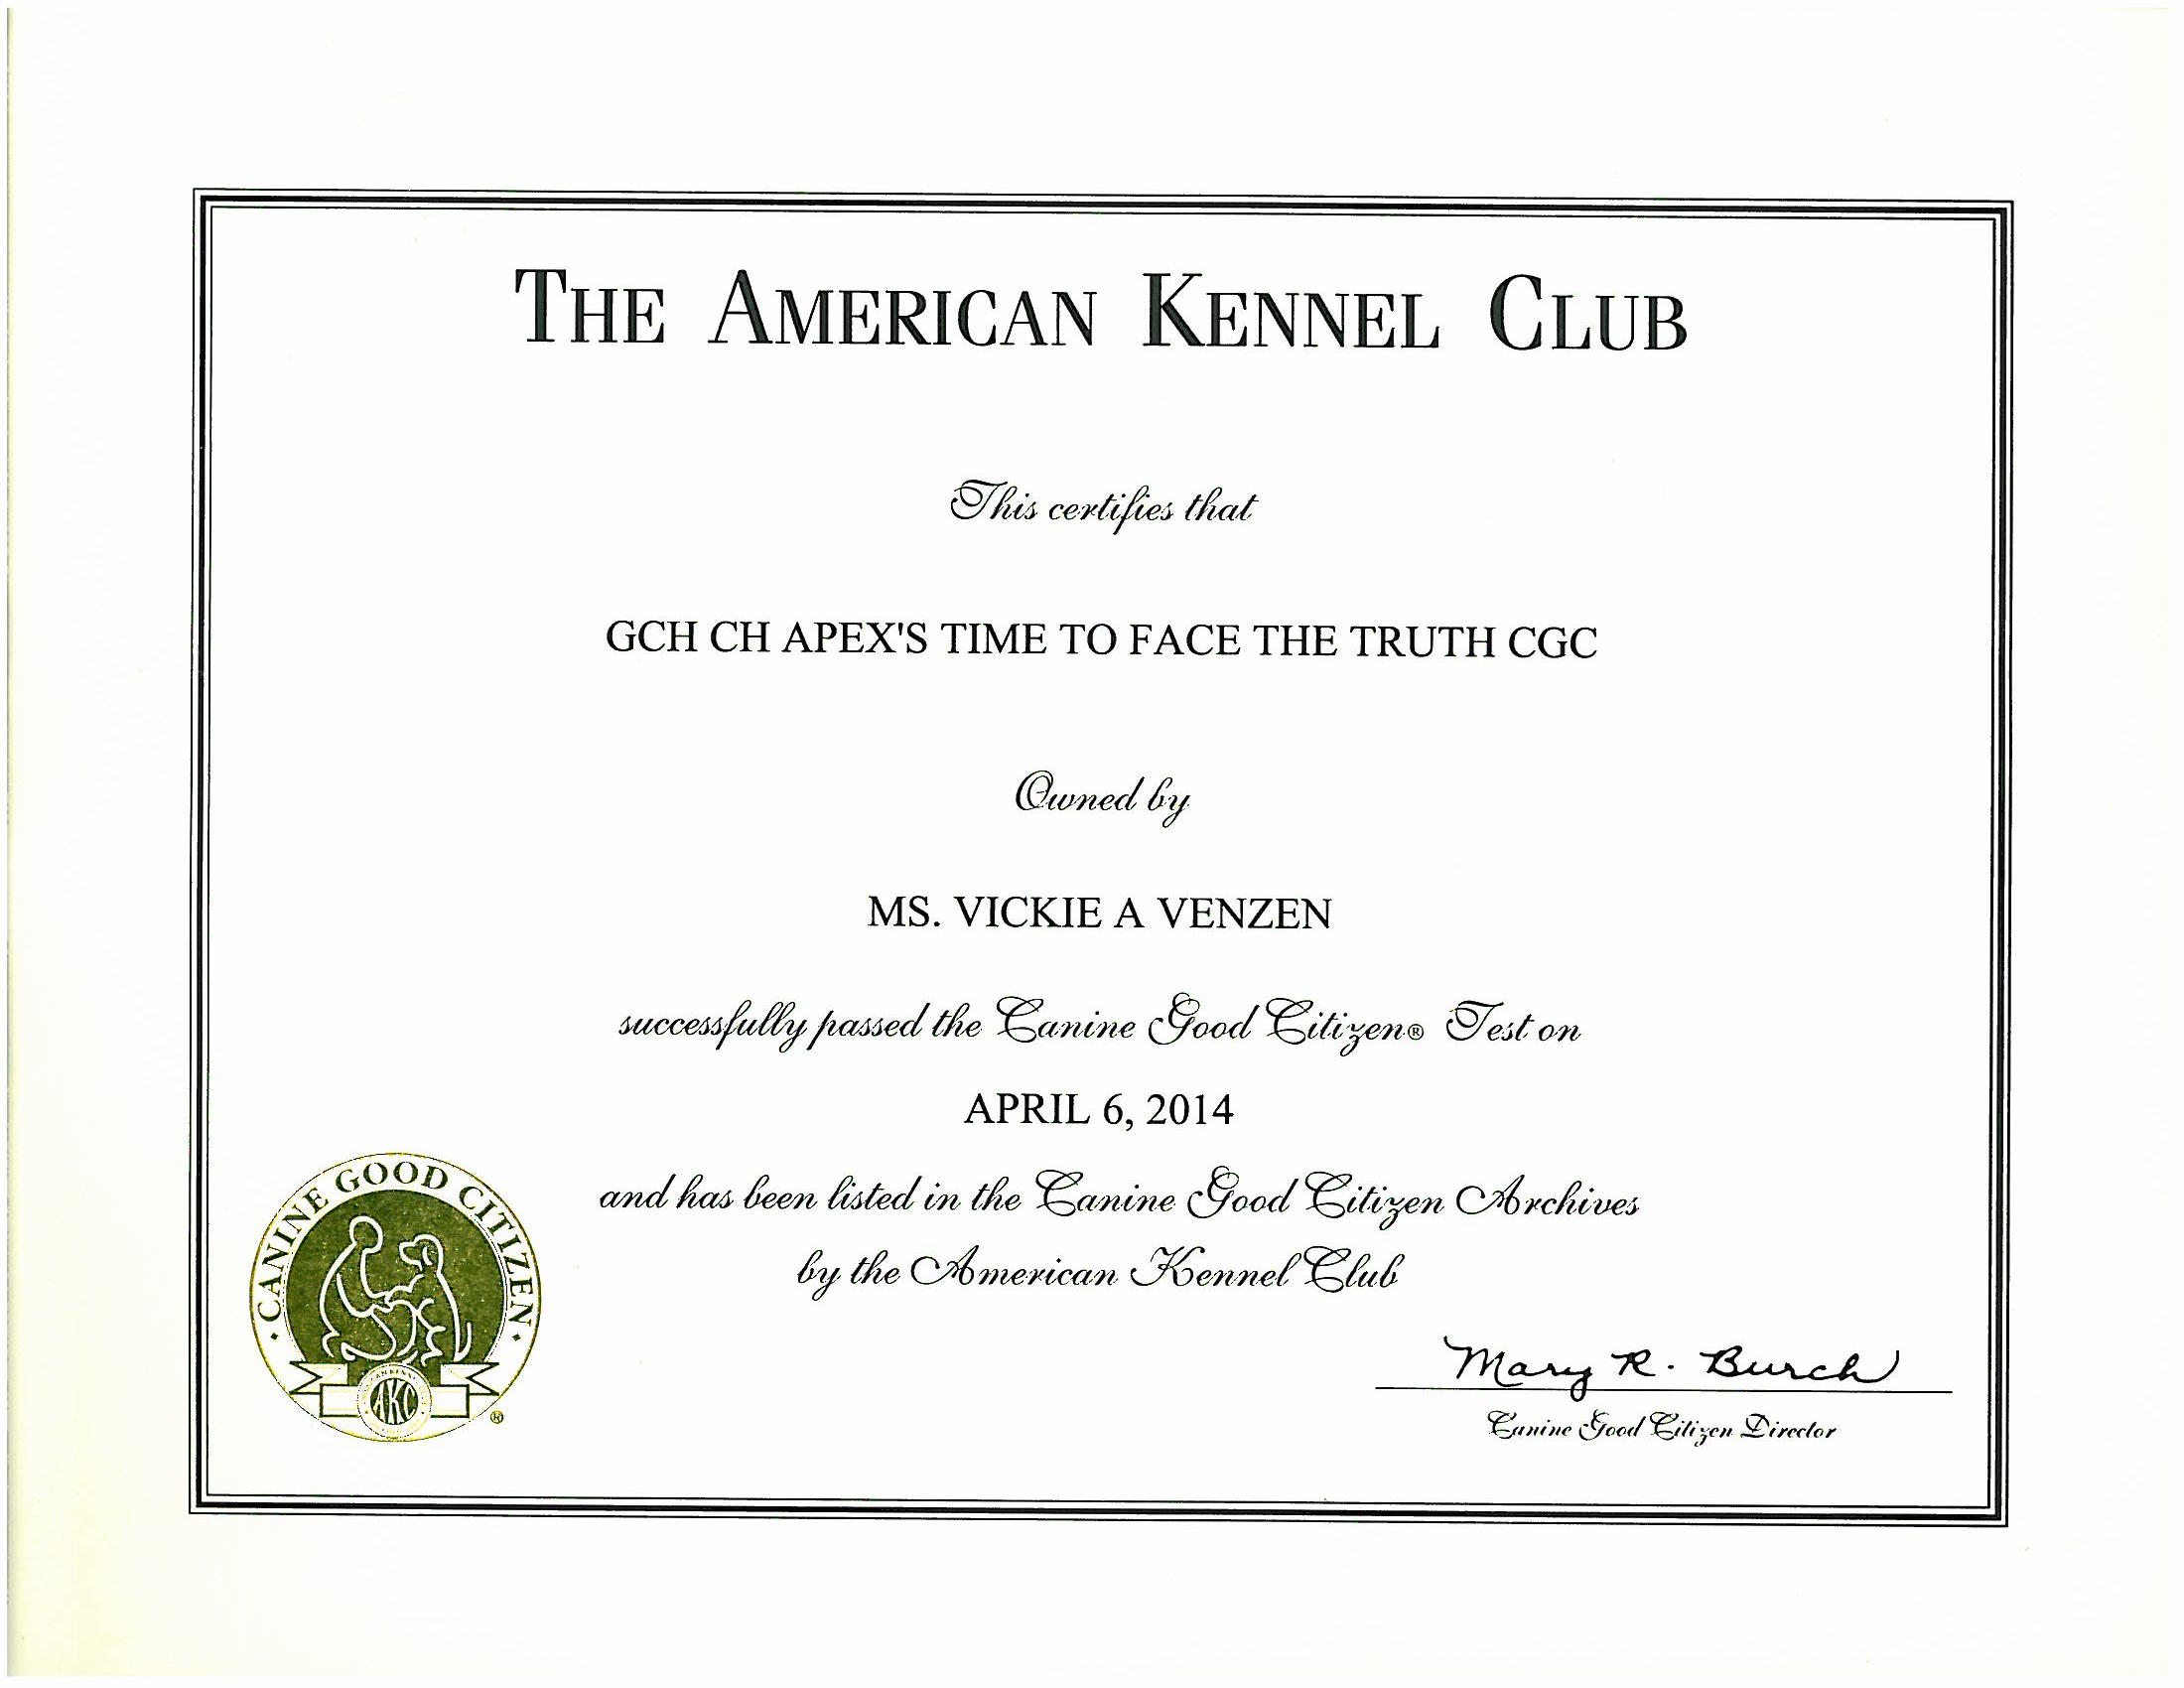 THE AMERICAN KENNEL CLUB
This certifies that
GCH CH APEX'S TIME TO FACE THE TRUTH CGC
Owned by
MS. VICKIE A VENZEN
successfully passed the Canine Good Citizen® Test on
APRIL 6, 2014
and has been listed in the Canine Good Citizen Archives
by the American Kennel Club
· CANINE GOOD CITIZEN ·
AKC
®
Mary R. Burch
Canine Good Citizen Director